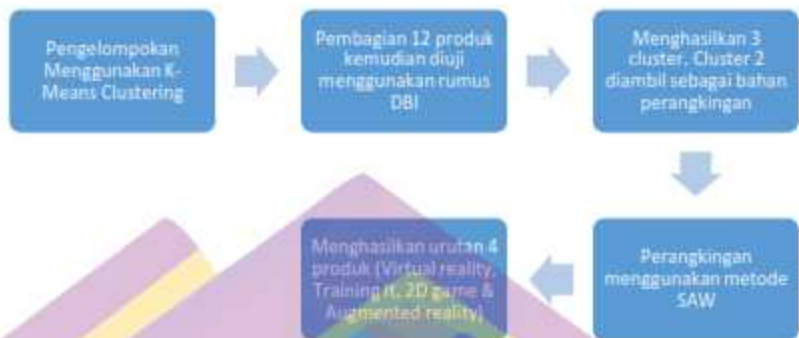 Pengelompokan
Menggunakan K-
Means Clustering
Pembagian 12 produk
kemudian diuji
menggunakan rumus
DBI
Menghasilkan 3
cluster. Cluster 2
diambil sebagai bahan
perangkingan
Perangkingan
menggunakan metode
SAW
Menghasilkan urutan 4
produk (Virtual reality,
Training it, 2D game &
Augmented reality)